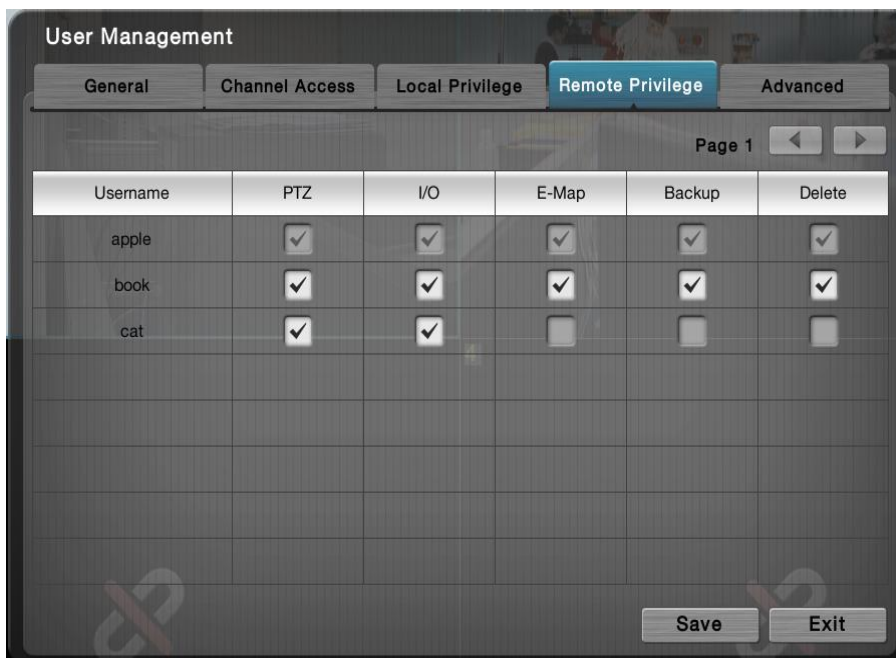 User Management
General Channel Access Local Privilege Remote Privilege Advanced
Page 1
Username PTZ I/O E-Map Backup Delete
apple
book
cat
Save Exit